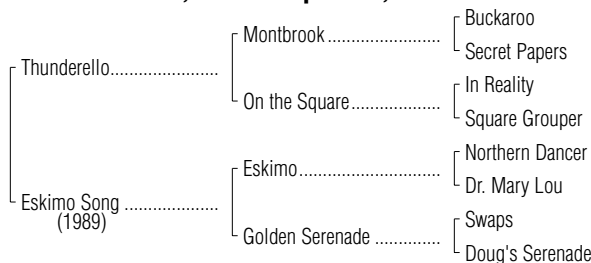 Thunderello
Eskimo Song
(1989)
Montbrook
On the Square
Eskimo
Golden Serenade
Buckaroo
Secret Papers
In Reality
Square Grouper
Northern Dancer
Dr. Mary Lou
Swaps
Doug's Serenade